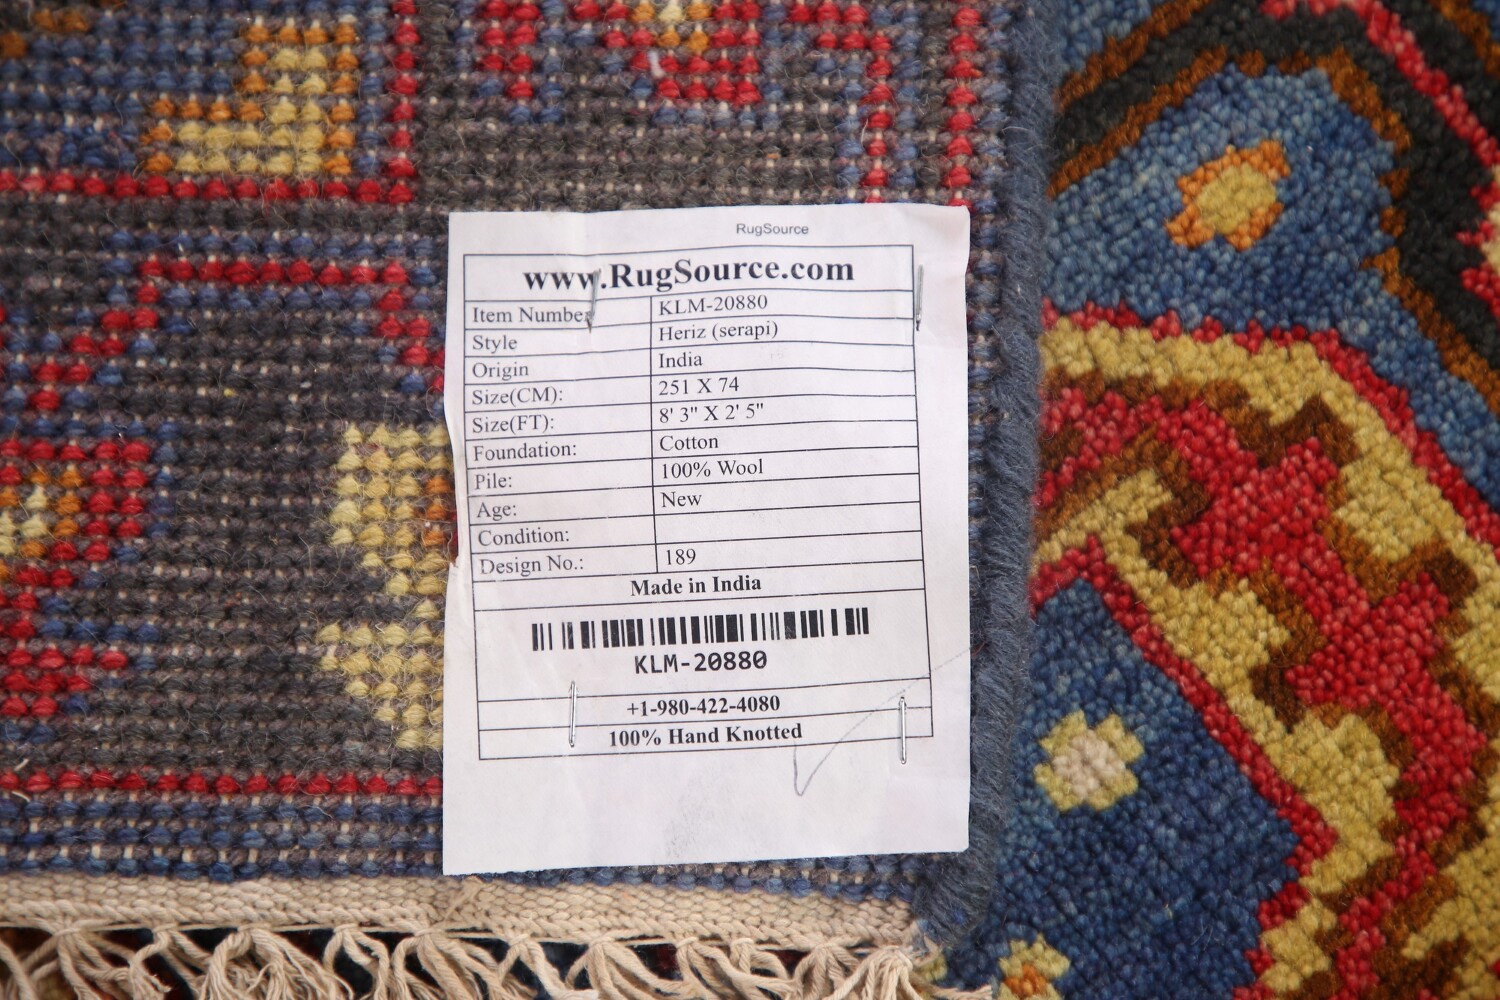 RugSource
www.RugSource.com
Item Number KLM-20880
Style Heriz (serapi)
Origin India
Size(CM): 251 X 74
Size(FT): 8' 3" X 2' 5"
Foundation: Cotton
Pile: 100% Wool
Age: New
Condition:
Design No.: 189
Made in India
KLM-20880
+1-980-422-4080
100% Hand Knotted